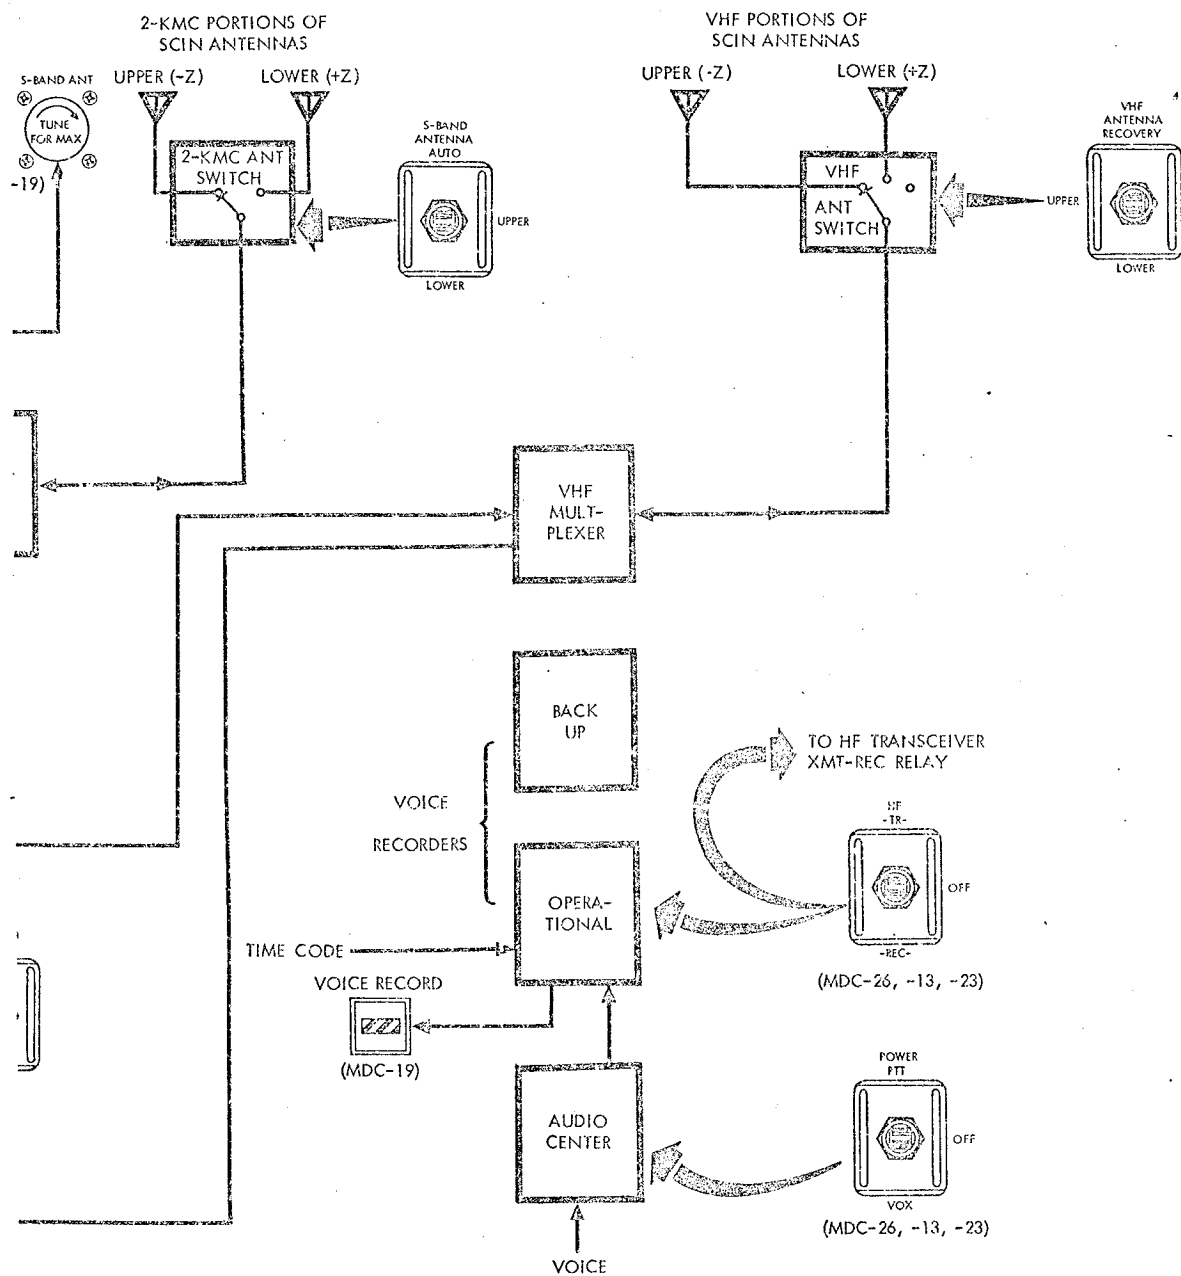 2-KMC PORTIONS OF
SCIN ANTENNAS
VHF PORTIONS OF
SCIN ANTENNAS
S-BAND ANT
UPPER (-Z)
LOWER (+Z)
UPPER (-Z)
LOWER (+Z)
TUNE
FOR MAX
-19)
2-KMC ANT
SWITCH
S-BAND
ANTENNA
AUTO
UPPER
LOWER
VHF
ANT
SWITCH
VHF
ANTENNA
RECOVERY
UPPER
LOWER
VHF
MULT-
PLEXER
BACK
UP
TO HF TRANSCEIVER
XMT-REC RELAY
VOICE
RECORDERS
HF
-TR-
OFF
-REC-
(MDC-26, -13, -23)
OPERA-
TIONAL
TIME CODE
VOICE RECORD
(MDC-19)
POWER
PTT
OFF
VOX
(MDC-26, -13, -23)
AUDIO
CENTER
VOICE